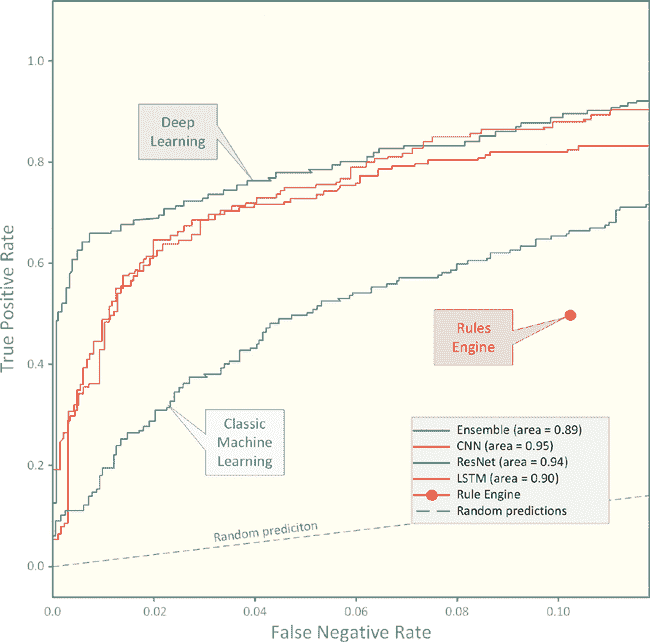 1.0
0.8
0.6
0.4
0.2
0.0
True Positive Rate
Deep
Learning
Rules
Engine
Classic
Machine
Learning
Ensemble (area = 0.89)
CNN (area = 0.95)
ResNet (area = 0.94)
LSTM (area = 0.90)
Rule Engine
Random predictions
Random prediciton
0.0
0.02
0.04
0.06
0.08
0.10
False Negative Rate